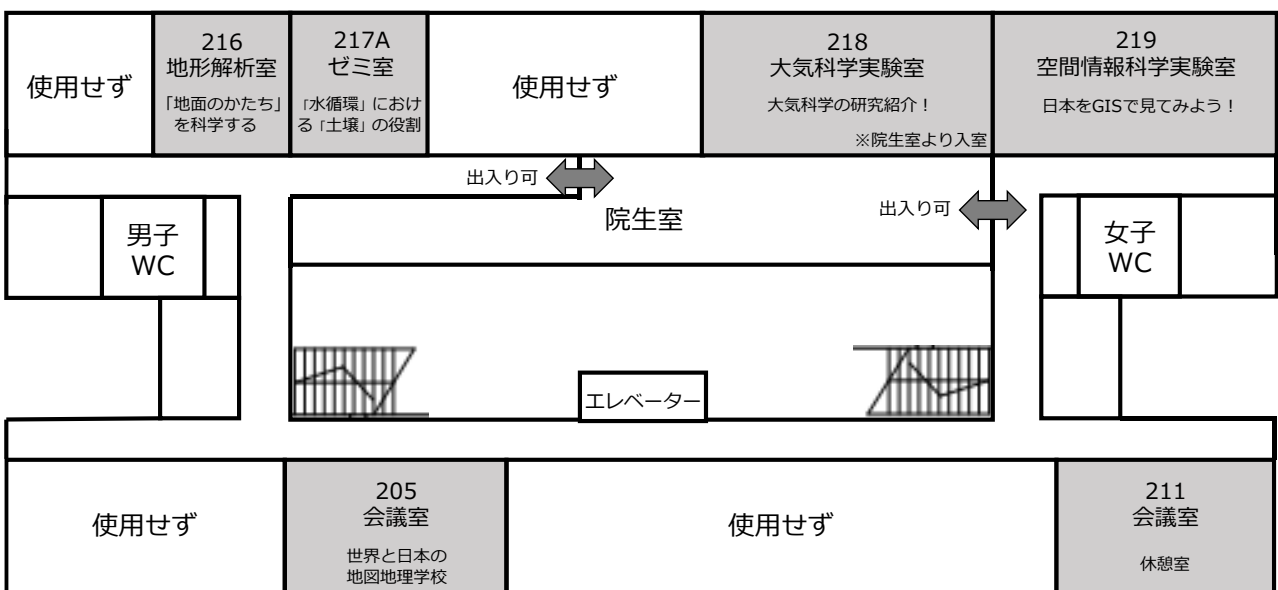 使用せず
216
地形解析室
「地面のかたち」
を科学する
217A
ゼミ室
「水循環」におけ
る「土壌」の役割
使用せず
218
大気科学実験室
大気科学の研究紹介！
※院生室より入室
219
空間情報科学実験室
日本をGISで見てみよう！
出入り可
院生室
出入り可
男子
WC
女子
WC
エレベーター
使用せず
205
会議室
世界と日本の
地図地理学校
使用せず
211
会議室
休憩室